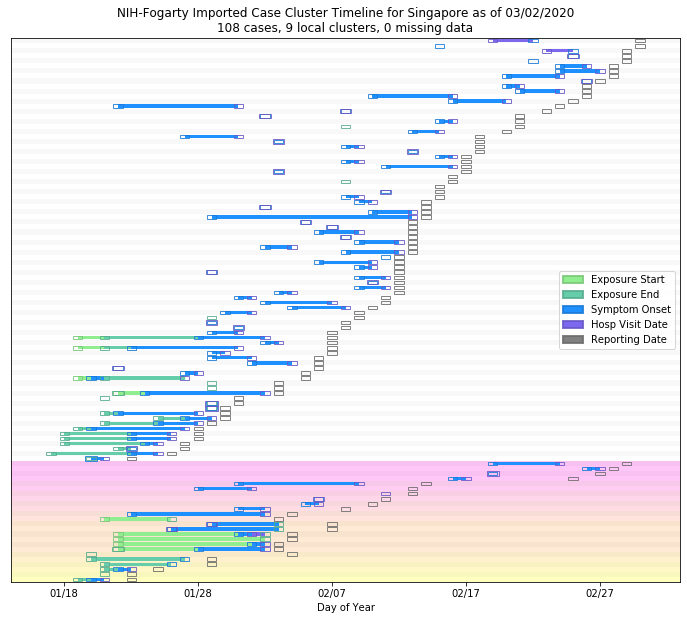 NIH-Fogarty Imported Case Cluster Timeline for Singapore as of 03/02/2020
108 cases, 9 local clusters, 0 missing data
Exposure Start
Exposure End
Symptom Onset
Hosp Visit Date
Reporting Date
01/18 01/28 02/07 02/17 02/27
Day of Year